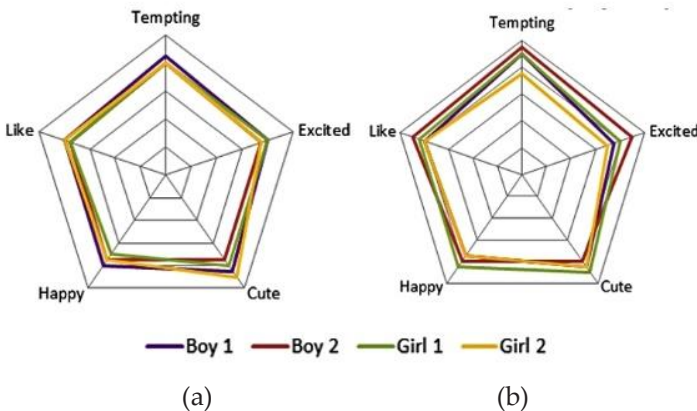 Tempting
Tempting
Like
Excited
Like
Excited
Happy
Cute
Happy
Cute
Boy 1 Boy 2 Girl 1 Girl 2
(a) (b)